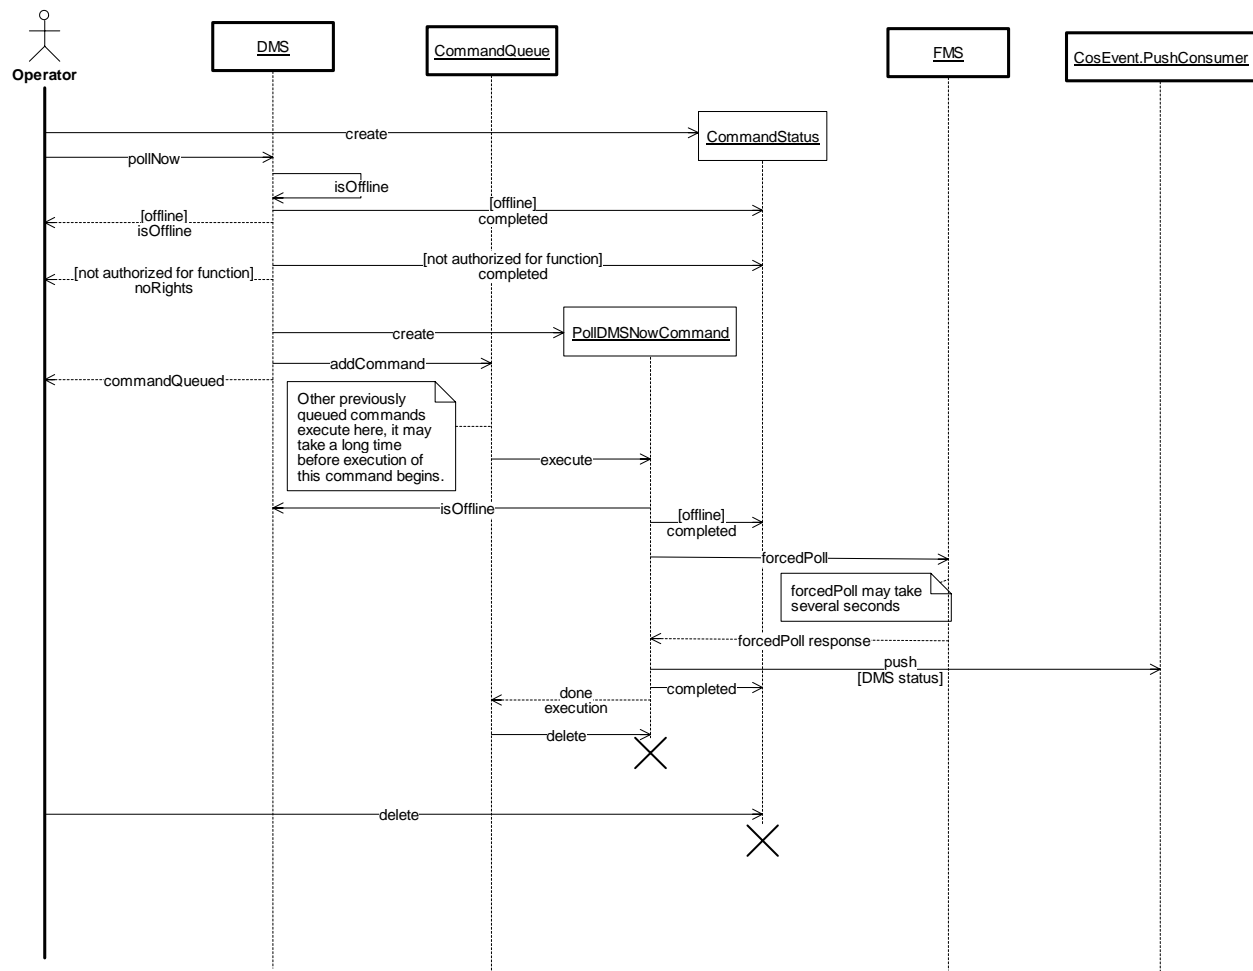 Operator
DMS
CommandQueue
FMS
CosEvent.PushConsumer
create
CommandStatus
pollNow
isOffline
[offline]
isOffline
[offline]
completed
[not authorized for function]
noRights
[not authorized for function]
completed
create
PollDMSNowCommand
addCommand
commandQueued
Other previously
queued commands
execute here, it may
take a long time
before execution of
this command begins.
execute
isOffline
[offline]
completed
forcedPoll
forcedPoll may take
several seconds
forcedPoll response
push
[DMS status]
completed
done
execution
delete
delete